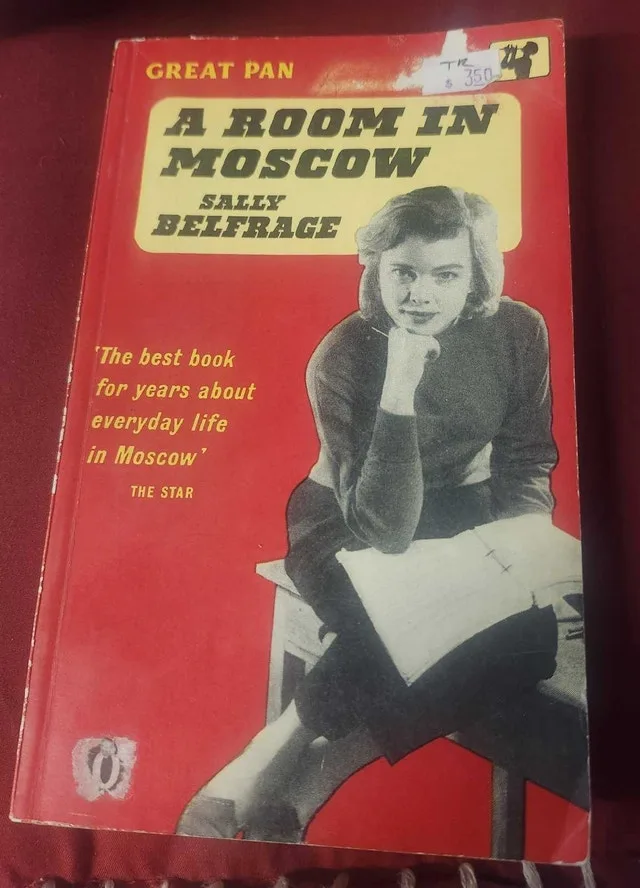 GREAT PAN
TR
$ 350
A ROOM IN
MOSCOW
SALLY
BELFRAGE
'The best book
for years about
everyday life
in Moscow'
THE STAR